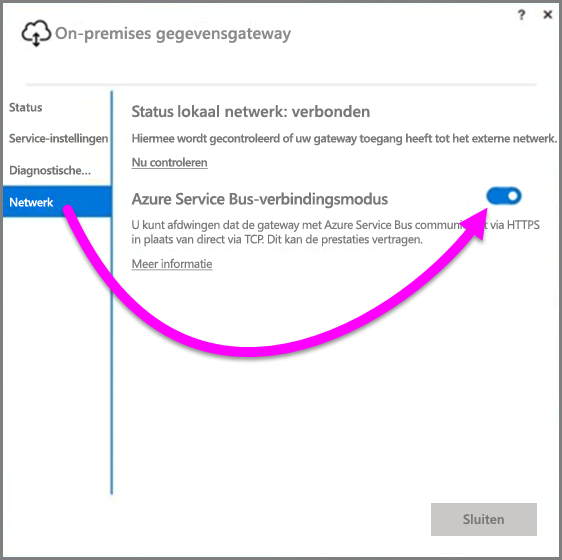 ? ×
On-premises gegevensgateway
Status
Service-instellingen
Diagnostische...
Netwerk
Status lokaal netwerk: verbonden
Hiermee wordt gecontroleerd of uw gateway toegang heeft tot het externe netwerk.
Nu controleren
Azure Service Bus-verbindingsmodus
U kunt afdwingen dat de gateway met Azure Service Bus communiceert via HTTPS
in plaats van direct via TCP. Dit kan de prestaties vertragen.
Meer informatie
Sluiten